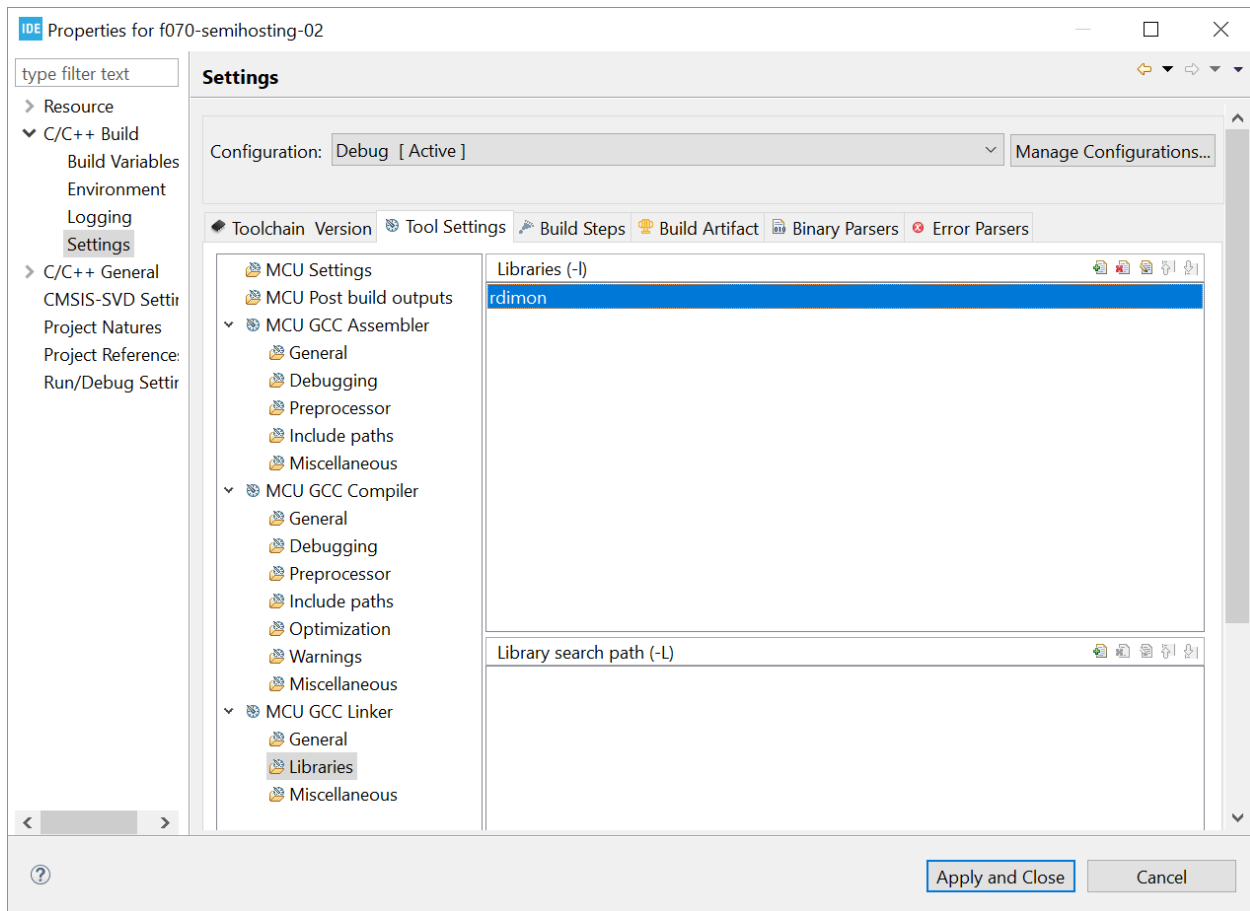 IDE Properties for f070-semihosting-02
type filter text
Resource
C/C++ Build
Build Variables
Environment
Logging
Settings
C/C++ General
CMSIS-SVD Settir
Project Natures
Project Reference:
Run/Debug Settir
Settings
Configuration: Debug [ Active ]
Manage Configurations...
Toolchain Version Tool Settings Build Steps Build Artifact Binary Parsers Error Parsers
MCU Settings
MCU Post build outputs
MCU GCC Assembler
General
Debugging
Preprocessor
Include paths
Miscellaneous
MCU GCC Compiler
General
Debugging
Preprocessor
Include paths
Optimization
Warnings
Miscellaneous
MCU GCC Linker
General
Libraries
Miscellaneous
Libraries (-l)
rdimon
Library search path (-L)
Apply and Close
Cancel